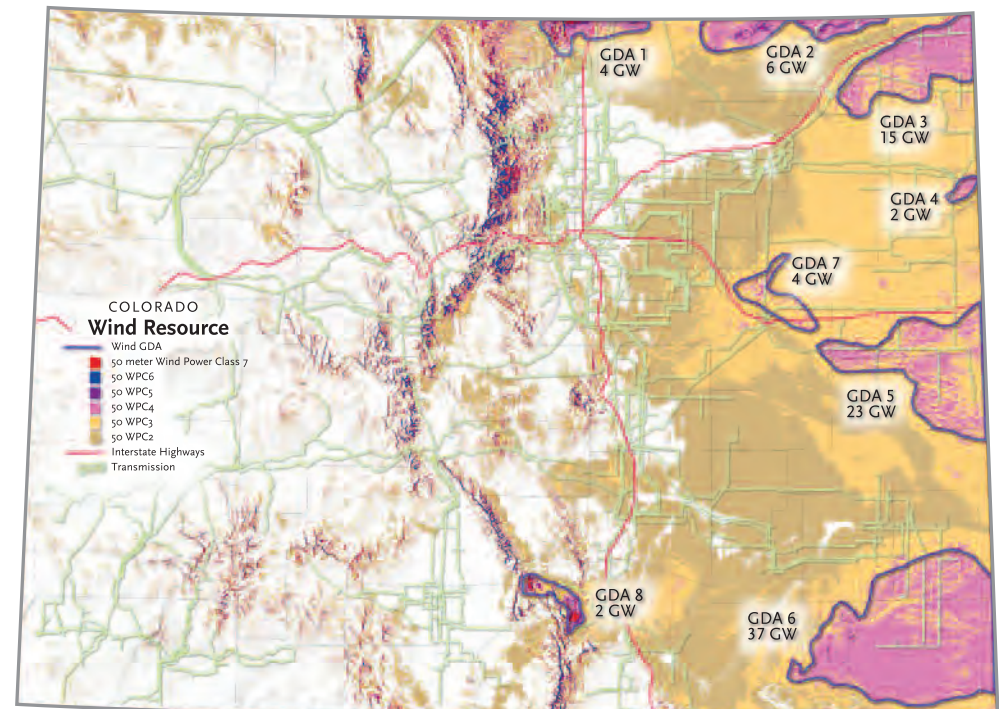 GDA 1
4 GW
GDA 2
6 GW
GDA 3
15 GW
GDA 4
2 GW
GDA 7
4 GW
COLORADO
Wind Resource
Wind GDA
50 meter Wind Power Class 7
50 WPC6
50 WPC5
50 WPC4
50 WPC3
50 WPC2
Interstate Highways
Transmission
GDA 5
23 GW
GDA 8
2 GW
GDA 6
37 GW